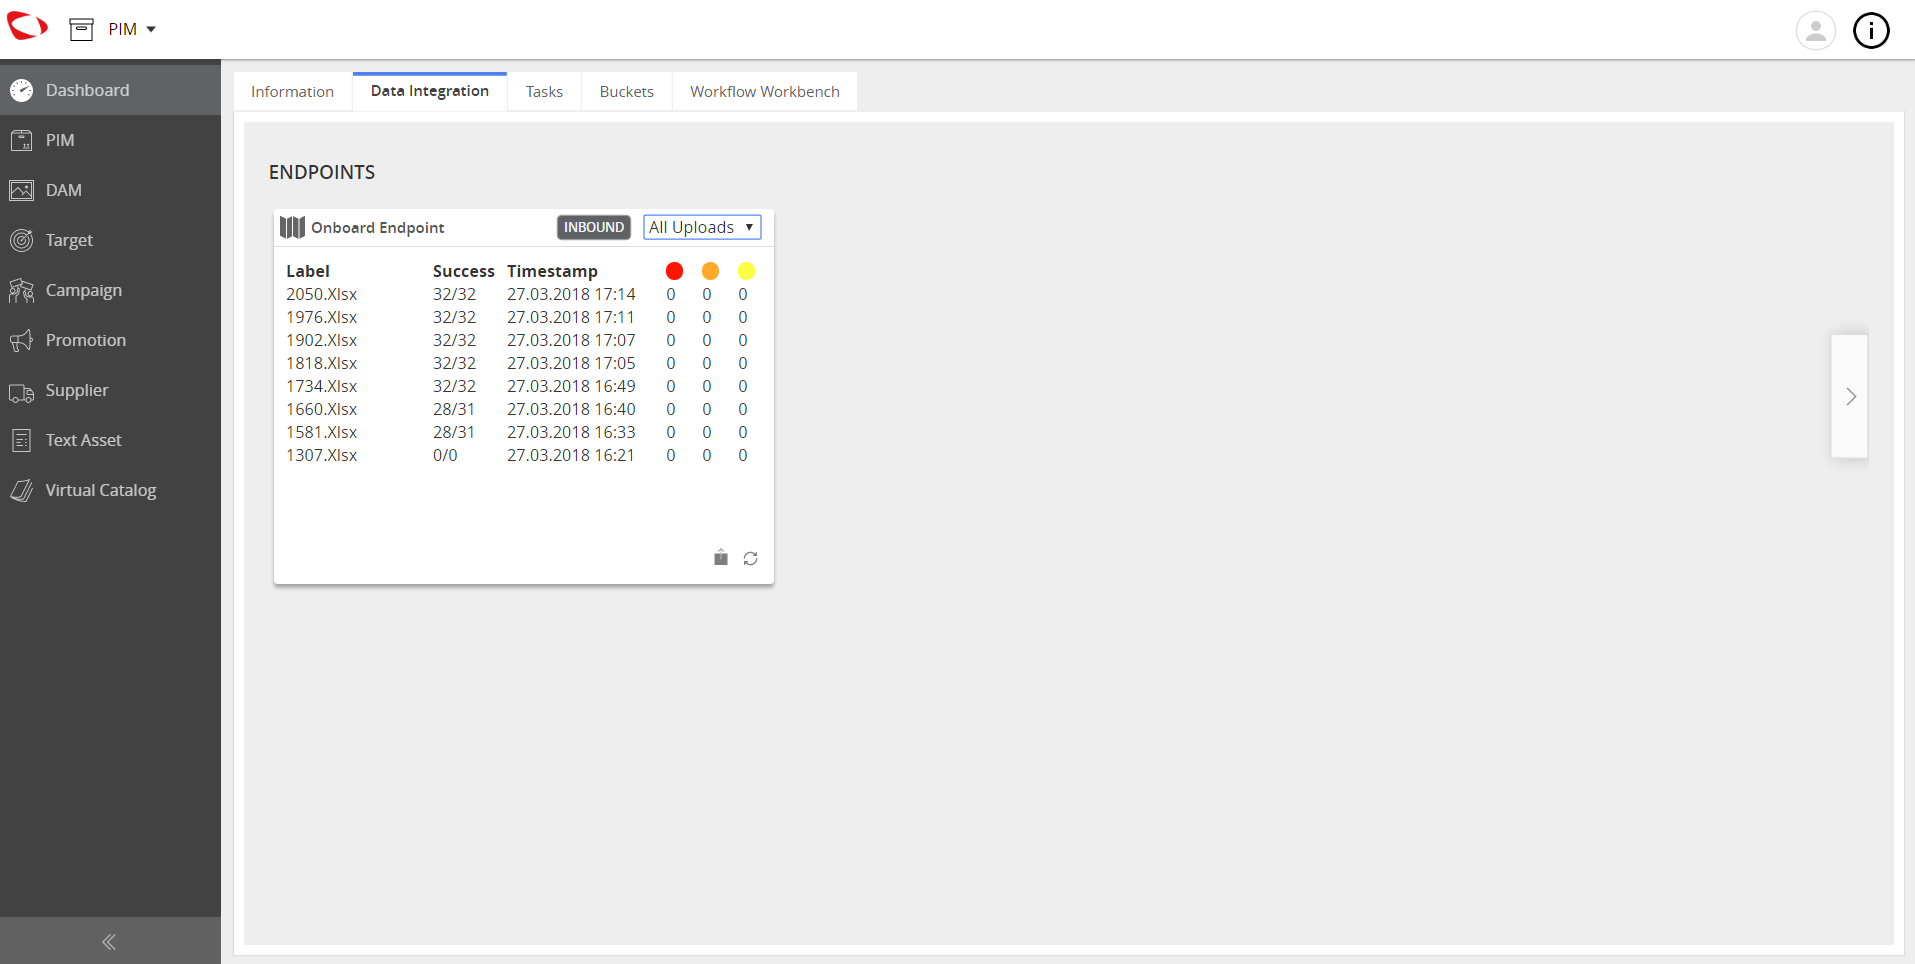 PIM
Dashboard
PIM
DAM
Target
Campaign
Promotion
Supplier
Text Asset
Virtual Catalog
Information Data Integration Tasks Buckets Workflow Workbench
ENDPOINTS
Onboard Endpoint INBOUND All Uploads
Label Success Timestamp
2050.Xlsx 32/32 27.03.2018 17:14 0 0 0
1976.Xlsx 32/32 27.03.2018 17:11 0 0 0
1902.Xlsx 32/32 27.03.2018 17:07 0 0 0
1818.Xlsx 32/32 27.03.2018 17:05 0 0 0
1734.Xlsx 32/32 27.03.2018 16:49 0 0 0
1660.Xlsx 28/31 27.03.2018 16:40 0 0 0
1581.Xlsx 28/31 27.03.2018 16:33 0 0 0
1307.Xlsx 0/0 27.03.2018 16:21 0 0 0